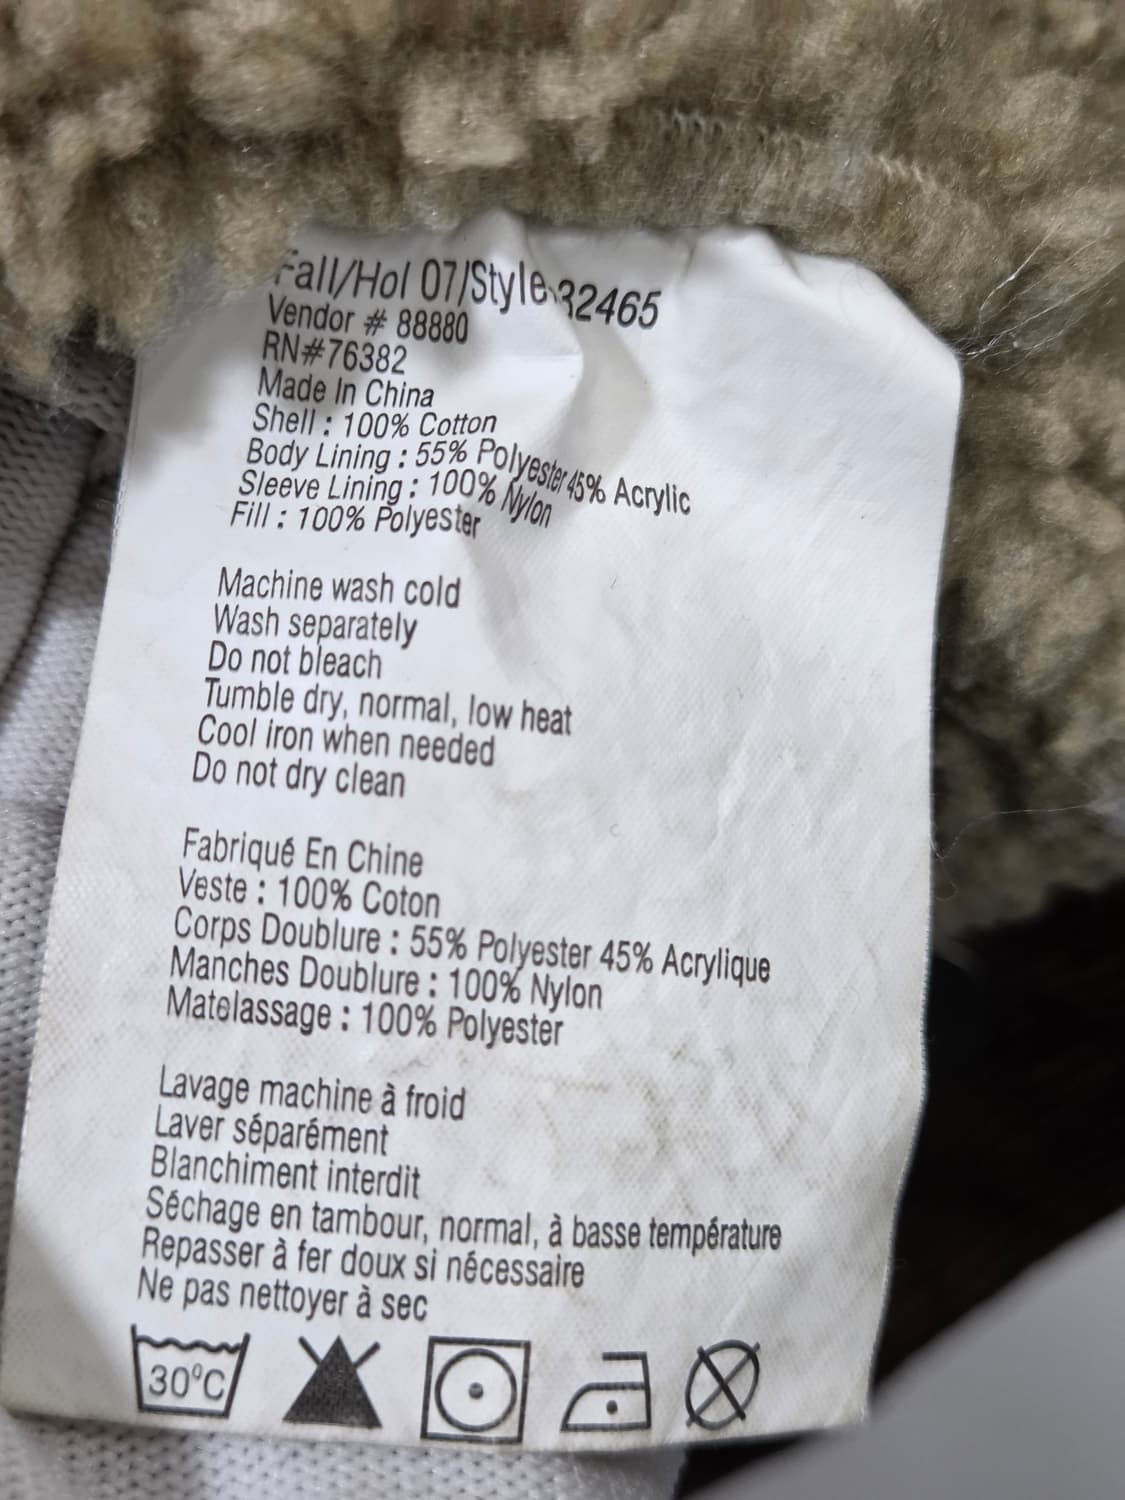 Fall/Hol 07/Style 32465
Vendor # 88880
RN#76382
Made In China
Shell : 100% Cotton
Body Lining : 55% Polyester 45% Acrylic
Sleeve Lining : 100% Nylon
Fill : 100% Polyester
Machine wash cold
Wash separately
Do not bleach
Tumble dry, normal, low heat
Cool iron when needed
Do not dry clean
Fabriqué En Chine
Veste : 100% Coton
Corps Doublure : 55% Polyester 45% Acrylique
Manches Doublure : 100% Nylon
Matelassage : 100% Polyester
Lavage machine à froid
Laver séparément
Blanchiment interdit
Séchage en tambour, normal, à basse température
Repasser à fer doux si nécessaire
Ne pas nettoyer à sec
30°C